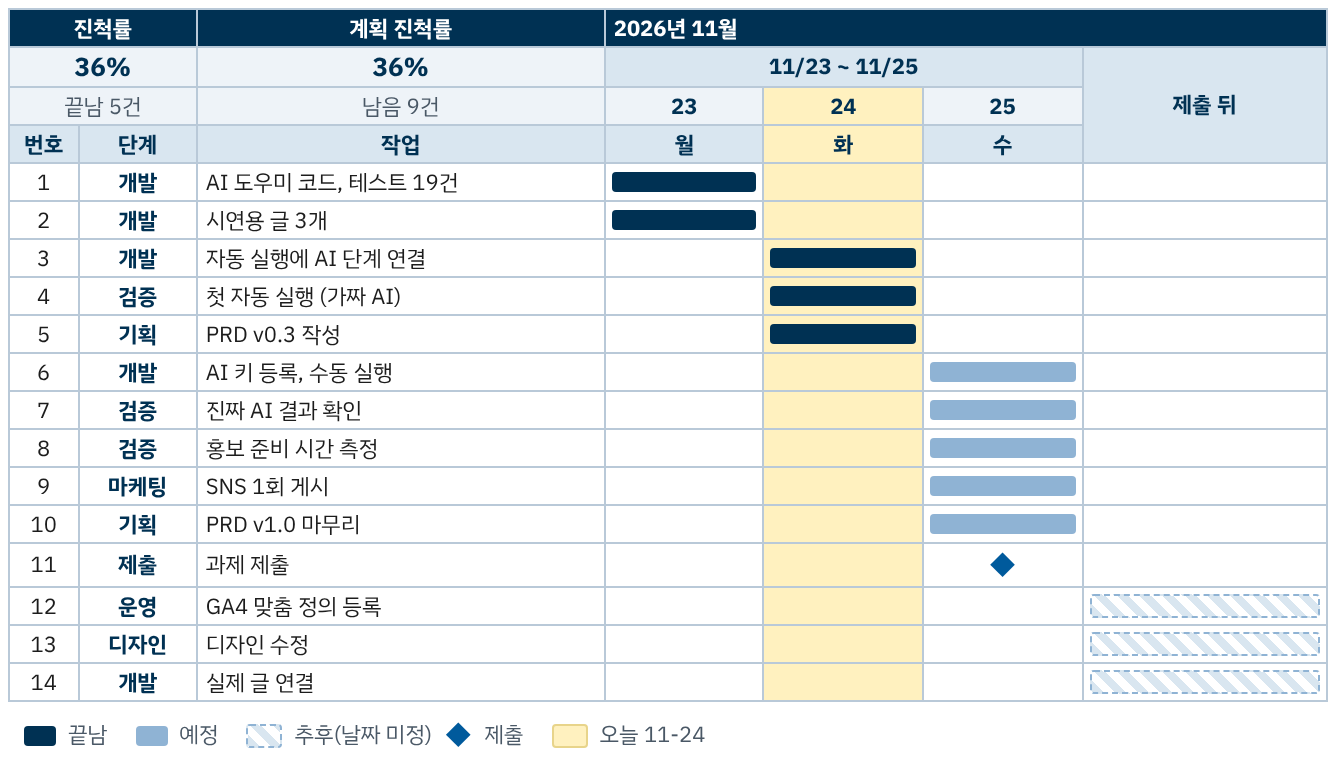 진척률 계획 진척률 2026년 11월
36% 36% 11/23 ~ 11/25 제출 뒤
끝남 5건 남음 9건 23 24 25
번호 단계 작업 월 화 수
1 개발 AI 도우미 코드, 테스트 19건
2 개발 시연용 글 3개
3 개발 자동 실행에 AI 단계 연결
4 검증 첫 자동 실행 (가짜 AI)
5 기획 PRD v0.3 작성
6 개발 AI 키 등록, 수동 실행
7 검증 진짜 AI 결과 확인
8 검증 홍보 준비 시간 측정
9 마케팅 SNS 1회 게시
10 기획 PRD v1.0 마무리
11 제출 과제 제출
12 운영 GA4 맞춤 정의 등록
13 디자인 디자인 수정
14 개발 실제 글 연결
끝남 예정 추후(날짜 미정) 제출 오늘 11-24